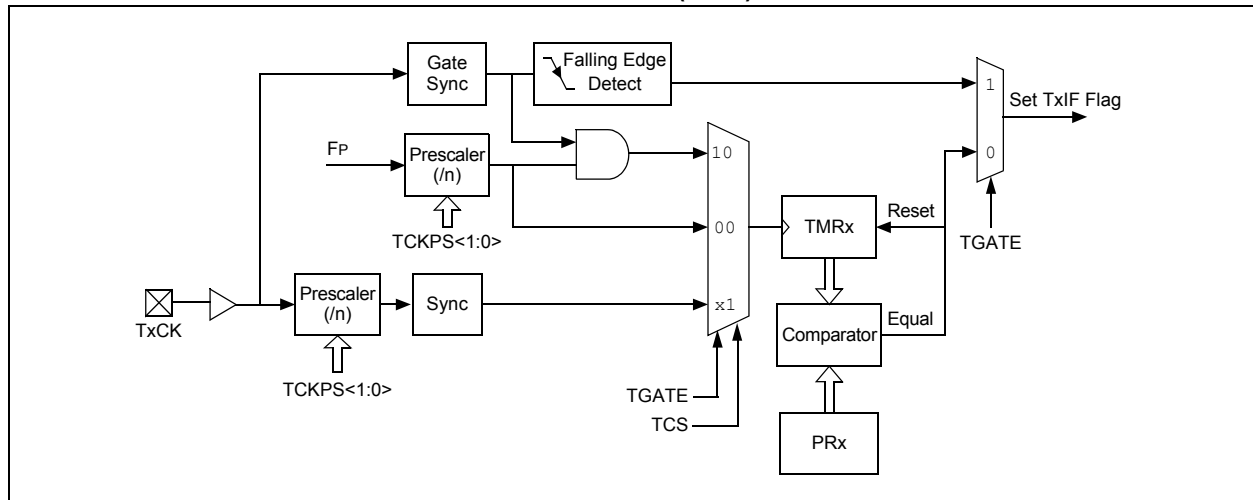 Gate
Sync
Falling Edge
Detect
1
Set TxIF Flag
0
TGATE
FP
Prescaler
(/n)
TCKPS<1:0>
10
00
x1
TMRx
Reset
Comparator
Equal
PRx
TxCK
Prescaler
(/n)
Sync
TCKPS<1:0>
TGATE
TCS